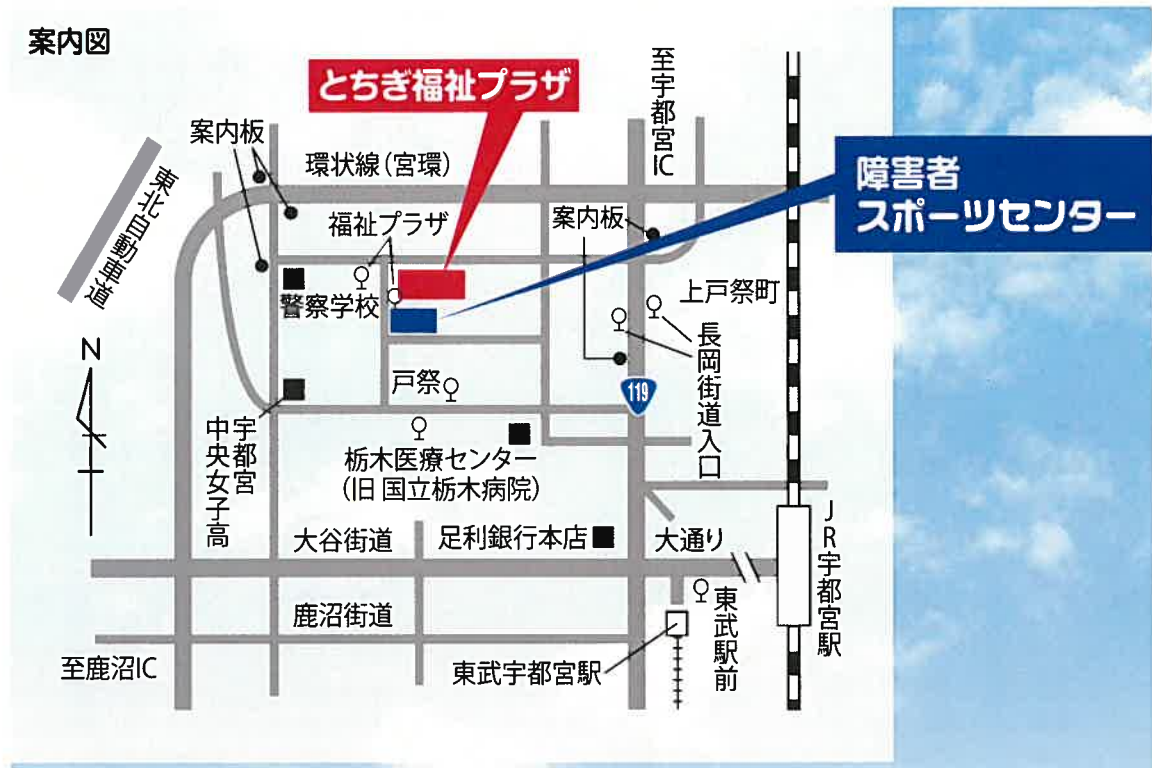 案内図
とちぎ福祉プラザ
至宇都宮IC
案内板
環状線（宮環）
障害者
スポーツセンター
東北自動車道
福祉プラザ
案内板
警察学校
上戸祭町
長岡街道入口
N
119
戸祭
宇都宮
中央女子高
栃木医療センター
（旧 国立栃木病院）
大谷街道
足利銀行本店
大通り
JR宇都宮駅
鹿沼街道
東武駅前
至鹿沼IC
東武宇都宮駅